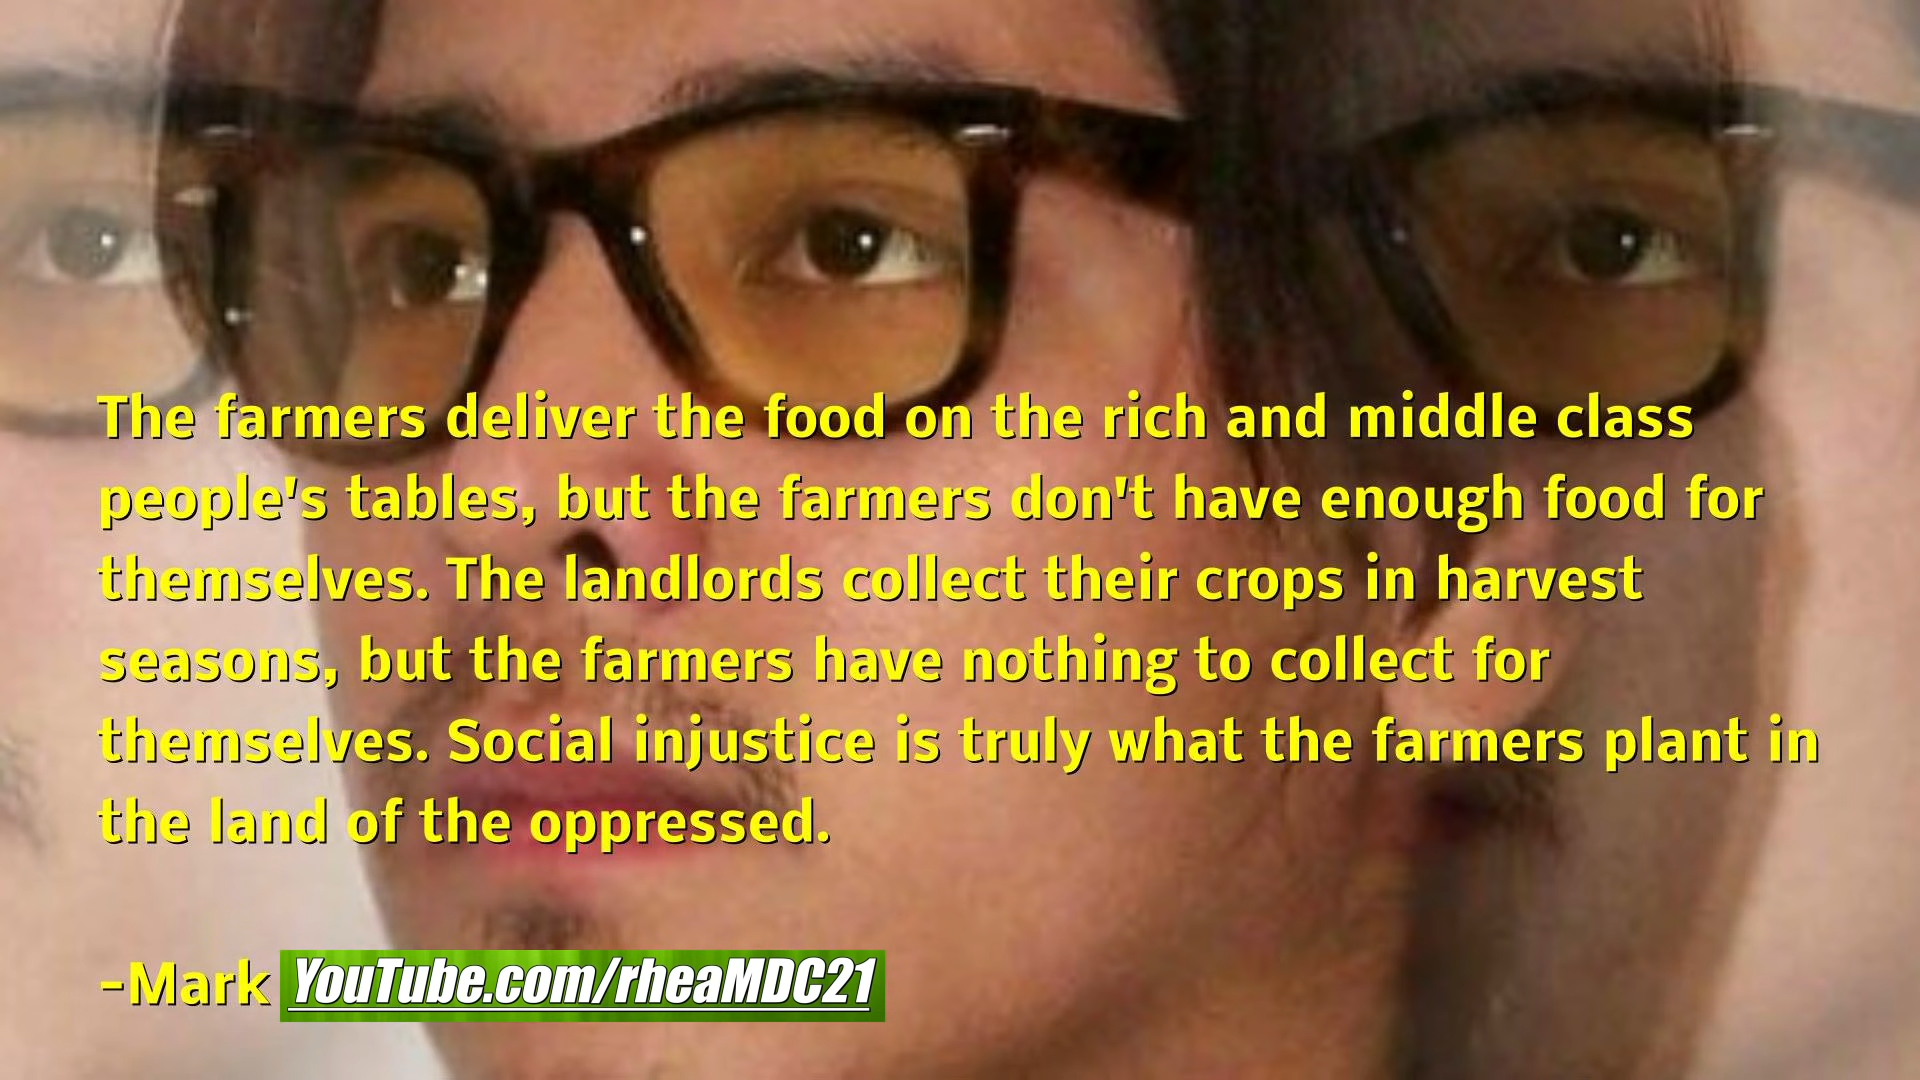 The farmers deliver the food on the rich and middle class
people's tables, but the farmers don't have enough food for
themselves. The landlords collect their crops in harvest
seasons, but the farmers have nothing to collect for
themselves. Social injustice is truly what the farmers plant in
the land of the oppressed.
-Mark YouTube.com/rheaMDC21